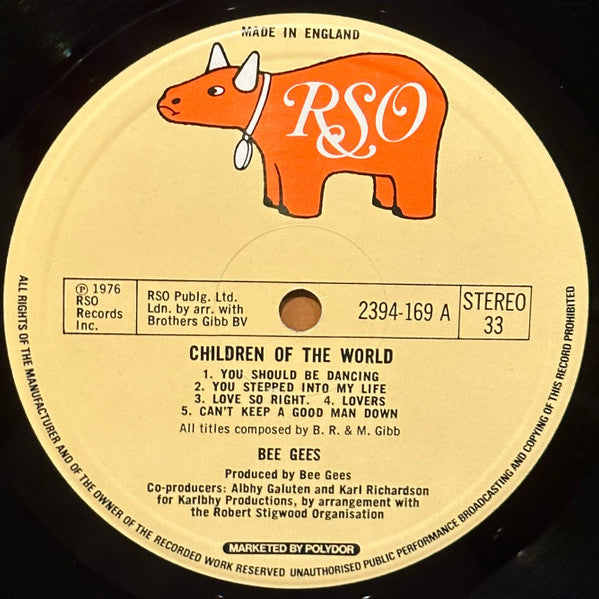 MADE IN ENGLAND
RSO
℗ 1976
RSO
Records
Inc.
RSO Publg. Ltd.
Ldn. by arr. with
Brothers Gibb BV
2394-169 A
STEREO
33
CHILDREN OF THE WORLD
1. YOU SHOULD BE DANCING
2. YOU STEPPED INTO MY LIFE
3. LOVE SO RIGHT. 4. LOVERS
5. CAN'T KEEP A GOOD MAN DOWN
All titles composed by B. R. & M. Gibb
BEE GEES
Produced by Bee Gees
Co-producers: Albhy Galuten and Karl Richardson
for Karlbhy Productions, by arrangement with
the Robert Stigwood Organisation
MARKETED BY POLYDOR
ALL RIGHTS OF THE MANUFACTURER AND OF THE OWNER OF THE RECORDED WORK RESERVED UNAUTHORISED PUBLIC PERFORMANCE BROADCASTING AND COPYING OF THIS RECORD PROHIBITED